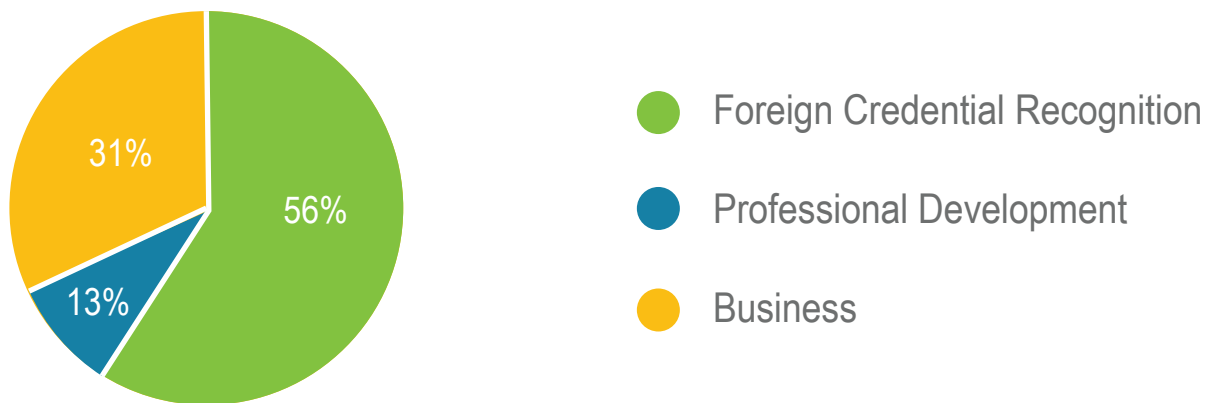 31%
56%
13%
Foreign Credential Recognition
Professional Development
Business